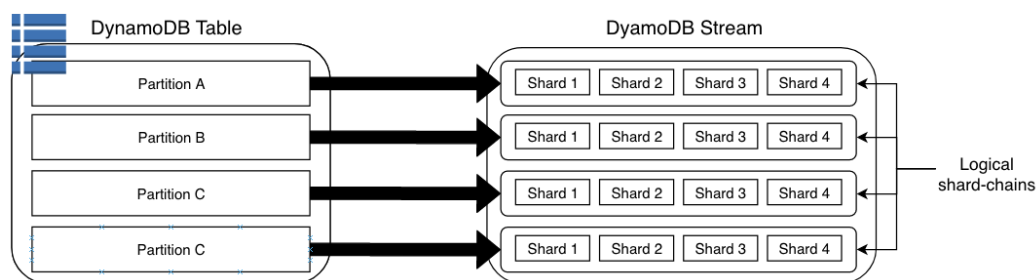 DynamoDB Table
DyamoDB Stream
Partition A
Shard 1 Shard 2 Shard 3 Shard 4
Partition B
Shard 1 Shard 2 Shard 3 Shard 4
Partition C
Shard 1 Shard 2 Shard 3 Shard 4
Partition C
Shard 1 Shard 2 Shard 3 Shard 4
Logical
shard-chains